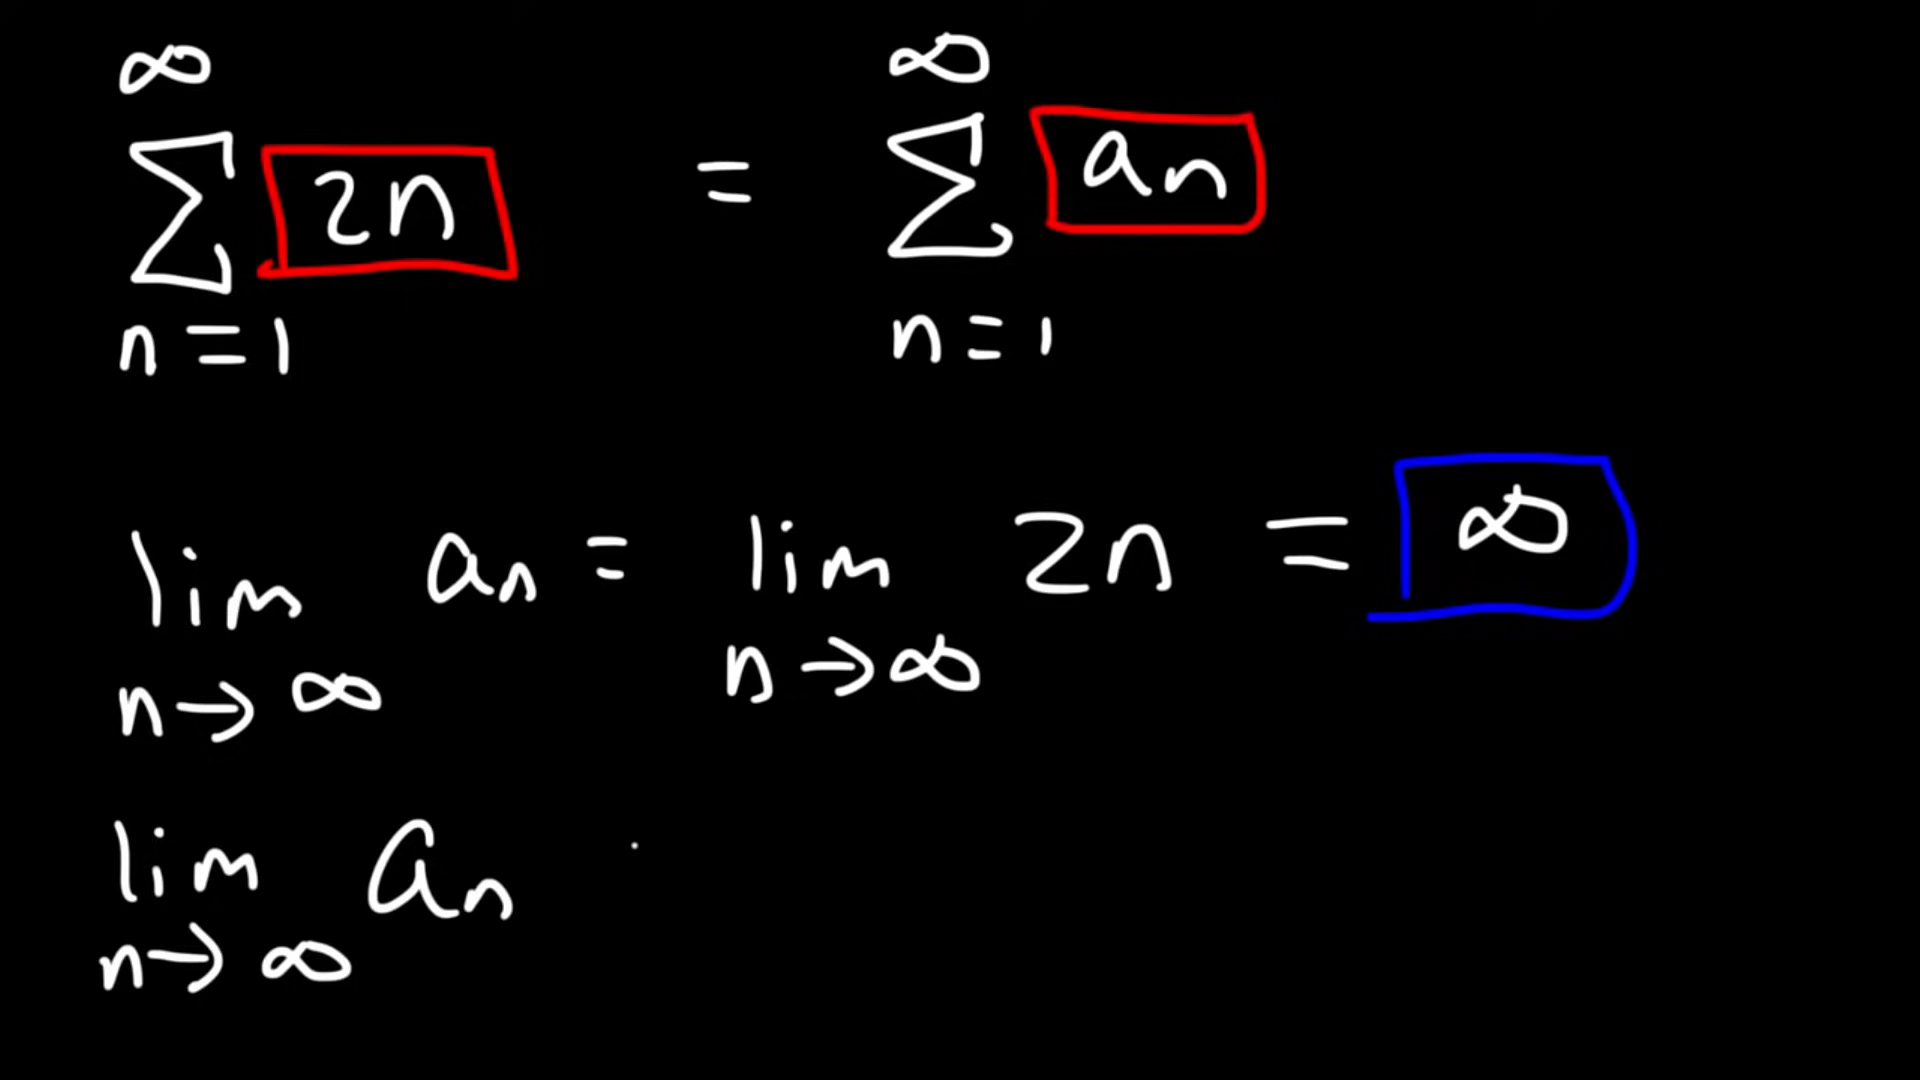 ∞ ∞
∑ 2n = ∑ an
n=1 n=1
lim an = lim 2n = ∞
n→∞ n→∞
lim an
n→∞